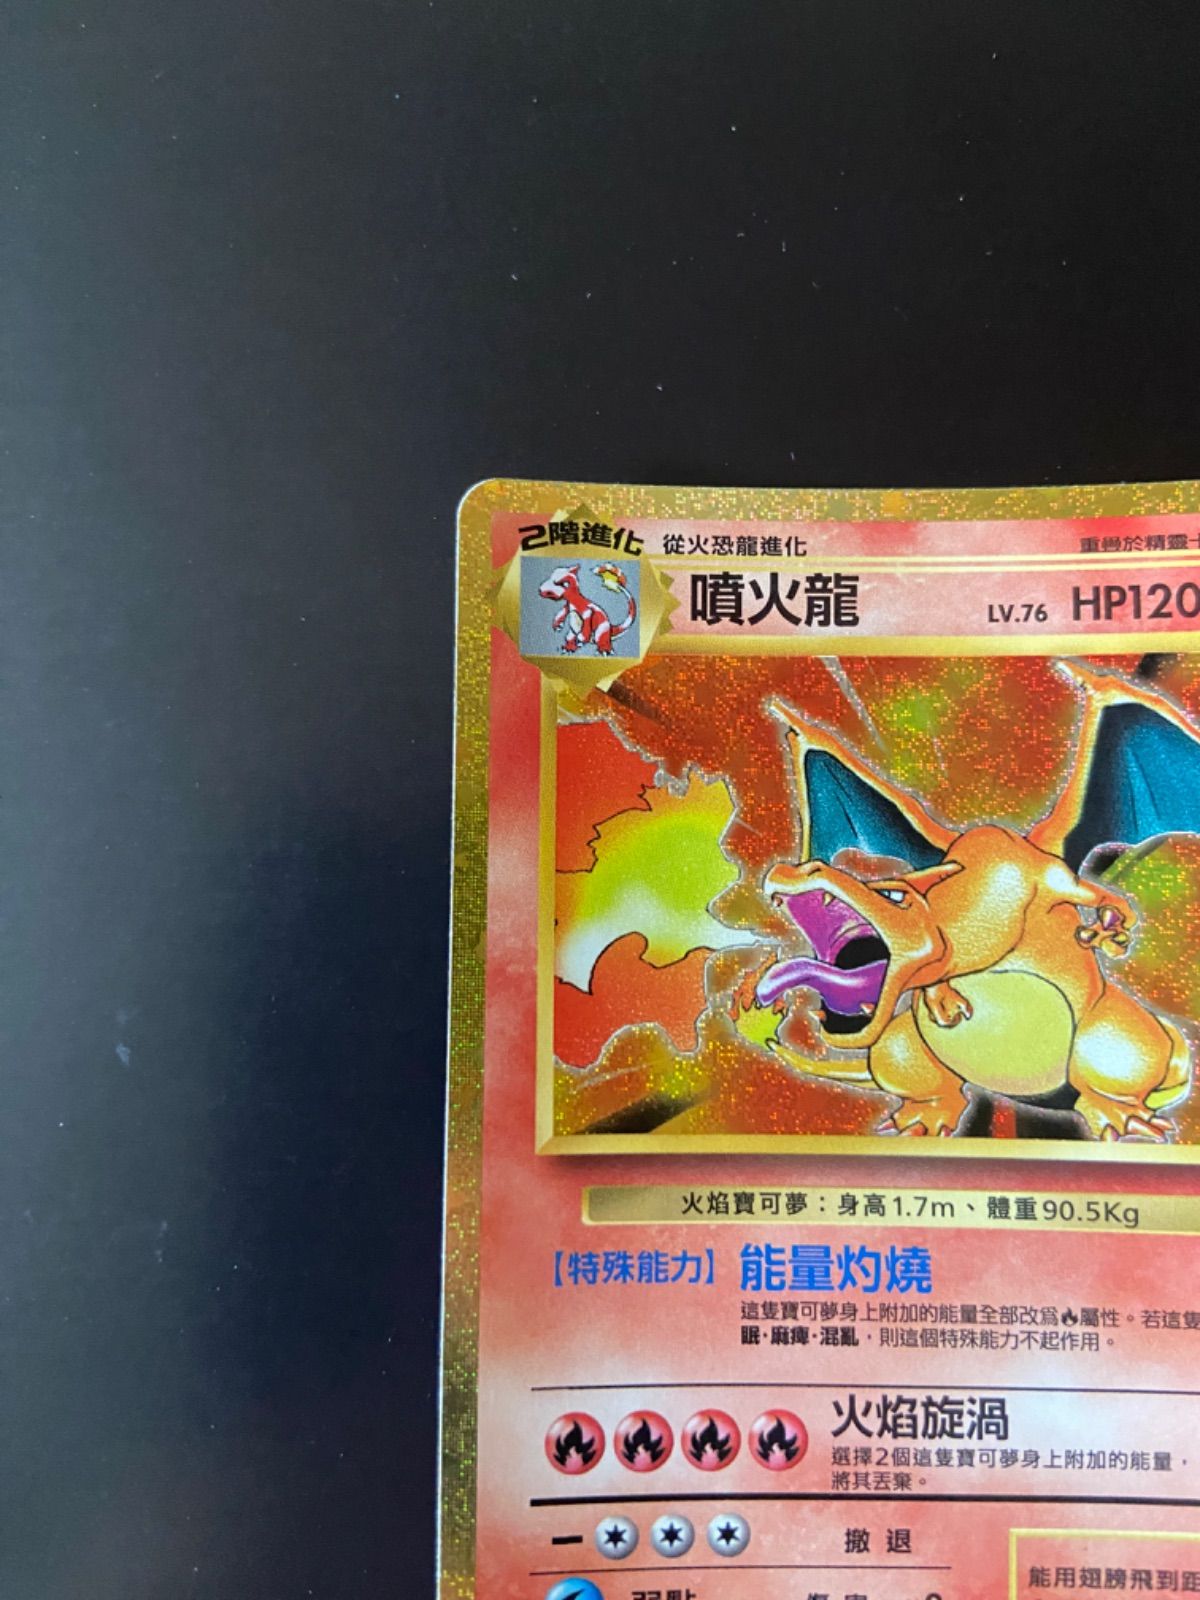 2階進化 從火恐龍進化
噴火龍 LV.76 HP120
火焰寶可夢：身高1.7m、體重90.5Kg
【特殊能力】 能量灼燒
這隻寶可夢身上附加的能量全部改為屬性。若這隻
眠・麻痺・混亂，則這個特殊能力不起作用。
火焰旋渦
選擇2個這隻寶可夢身上附加的能量，
將其丟棄。
撤退
能用翅膀飛到距
弱點